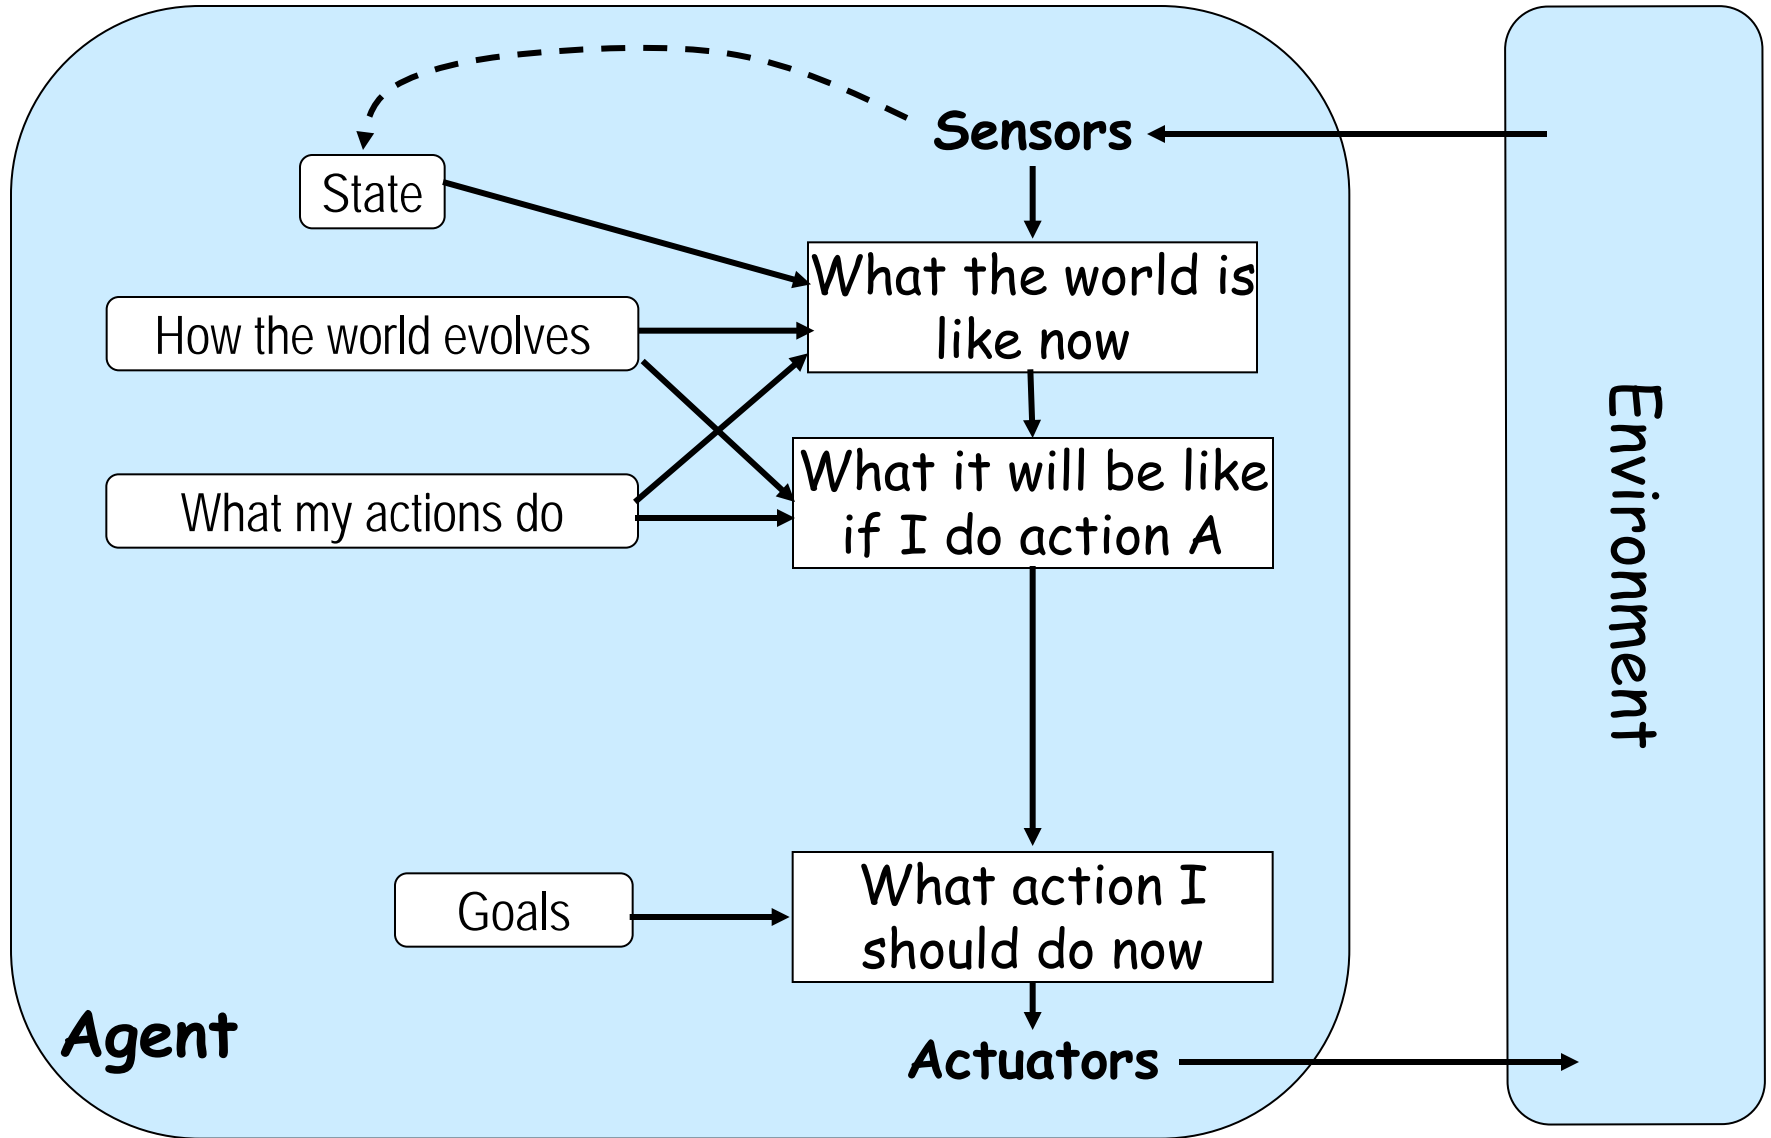 Sensors
State
What the world is
like now
How the world evolves
What it will be like
if I do action A
What my actions do
Environment
What action I
should do now
Goals
Agent
Actuators